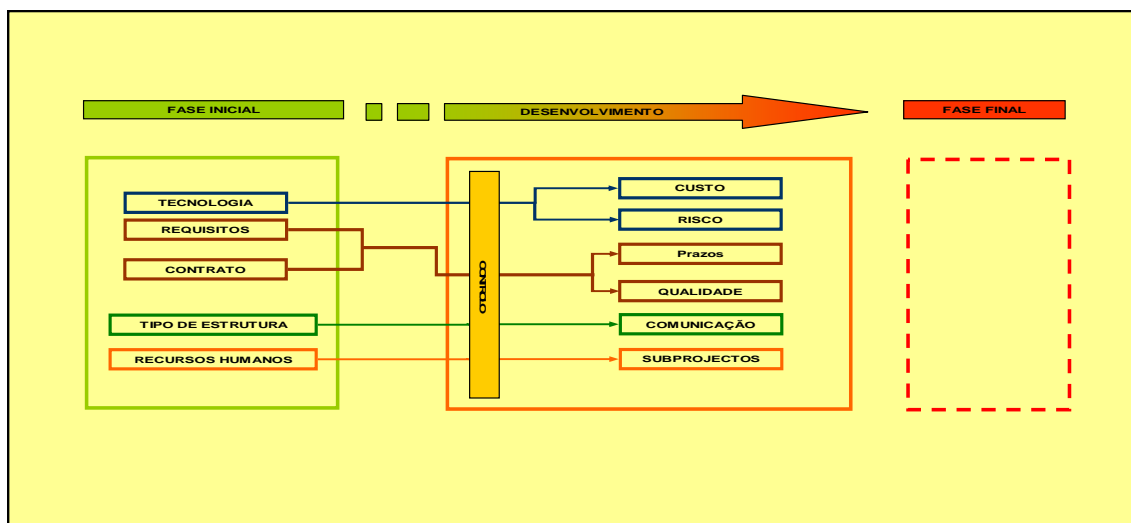 FASE INICIAL
DESENVOLVIMENTO
FASE FINAL
TECNOLOGIA
REQUISITOS
CONTRATO
TIPO DE ESTRUTURA
RECURSOS HUMANOS
CONTROLO
CUSTO
RISCO
Prazos
QUALIDADE
COMUNICAÇÃO
SUBPROJECTOS